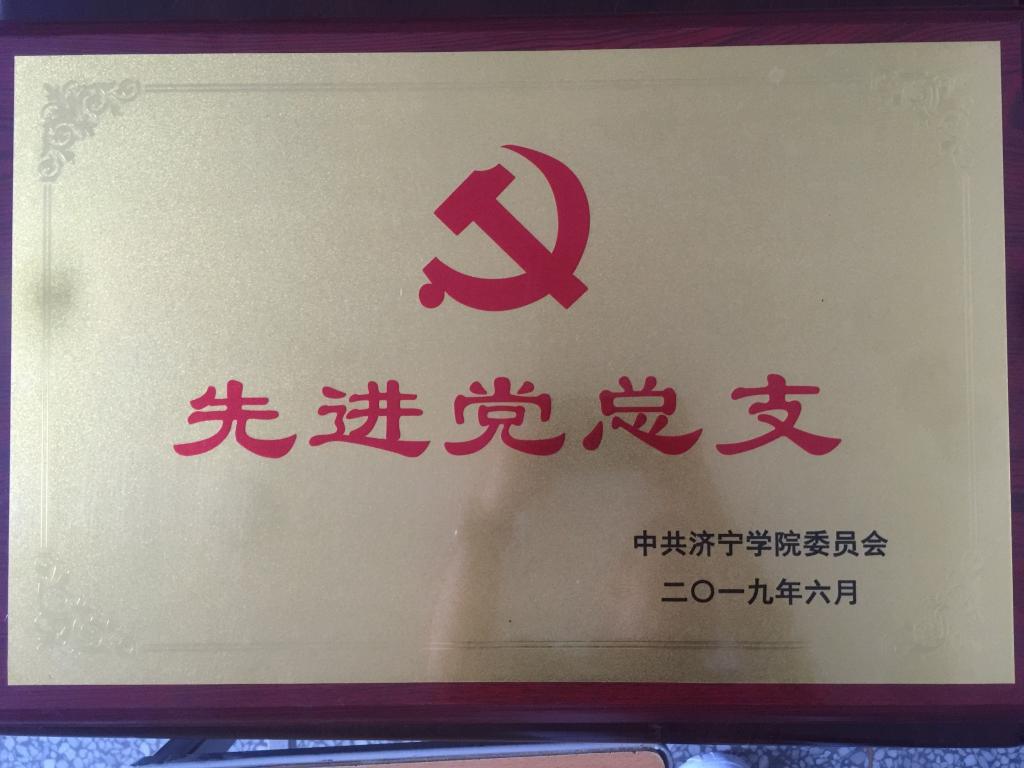 先进党总支
中共济宁学院委员会
二〇一九年六月